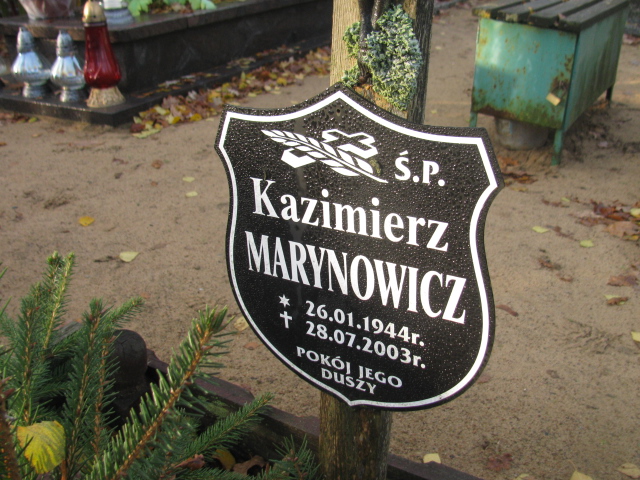 Ś.P.
Kazimierz
MARYNOWICZ
* 26.01.1944r.
† 28.07.2003r.
POKÓJ JEGO
DUSZY